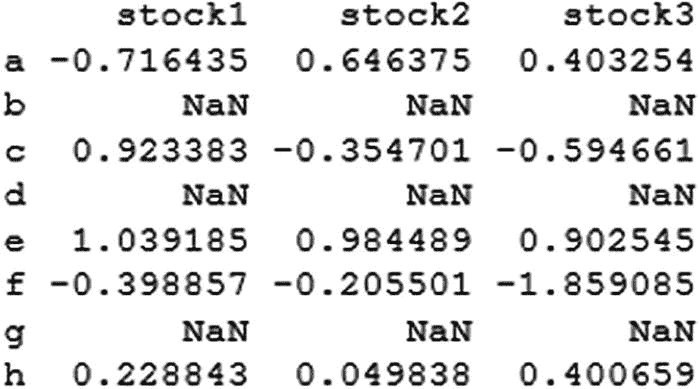 stock1    stock2    stock3
a -0.716435  0.646375  0.403254
b       NaN       NaN       NaN
c  0.923383 -0.354701 -0.594661
d       NaN       NaN       NaN
e  1.039185  0.984489  0.902545
f -0.398857 -0.205501 -1.859085
g       NaN       NaN       NaN
h  0.228843  0.049838  0.400659